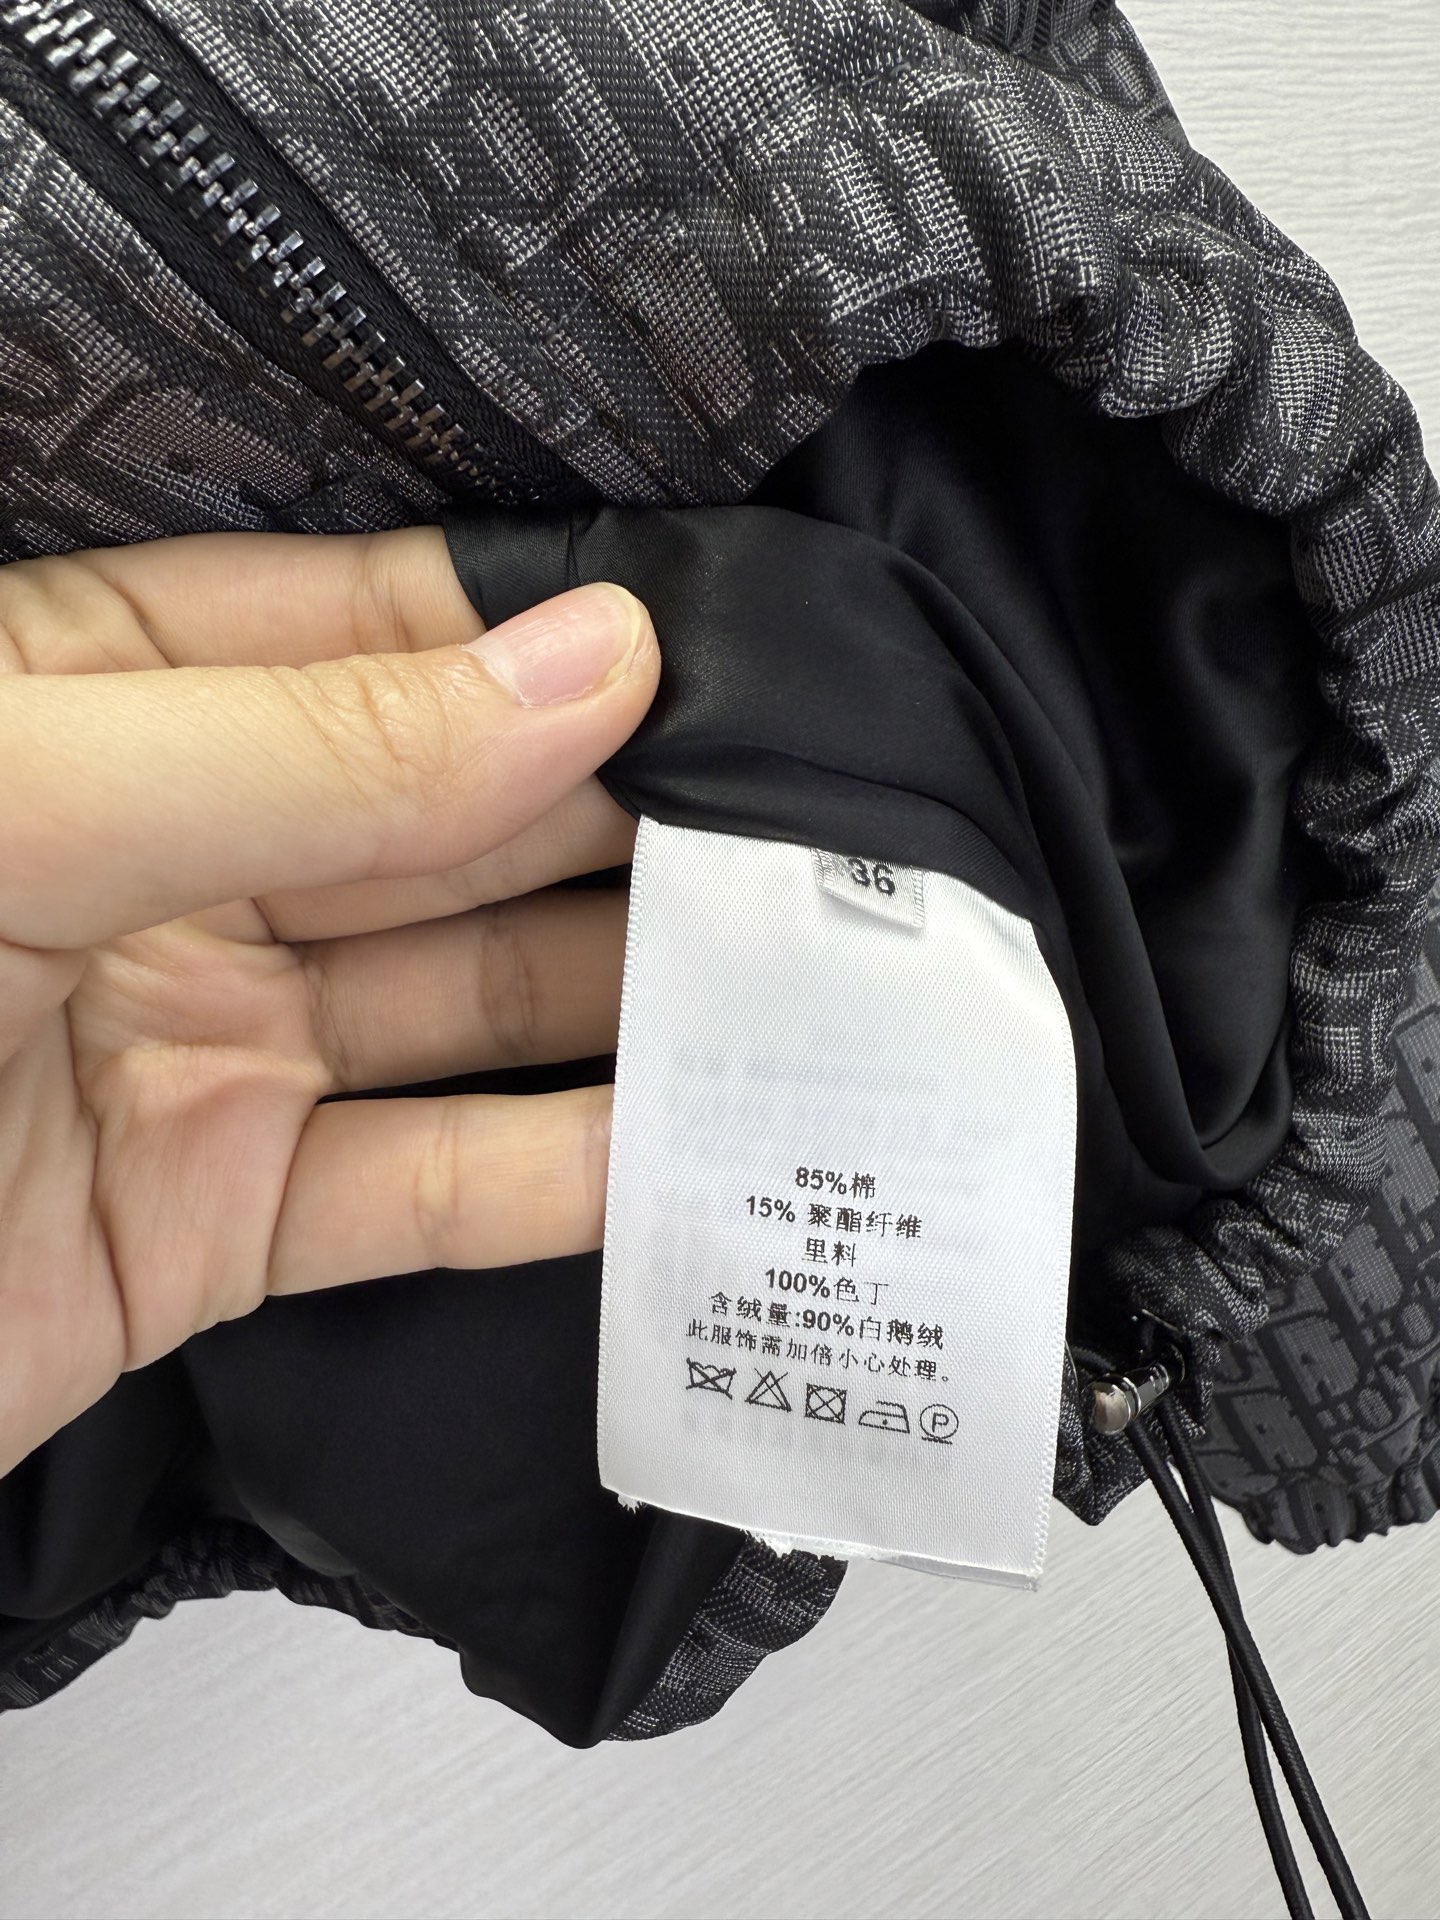 36
85%棉
15% 聚酯纤维
里料
100%色丁
含绒量:90%白鹅绒
此服饰需加倍小心处理。
P